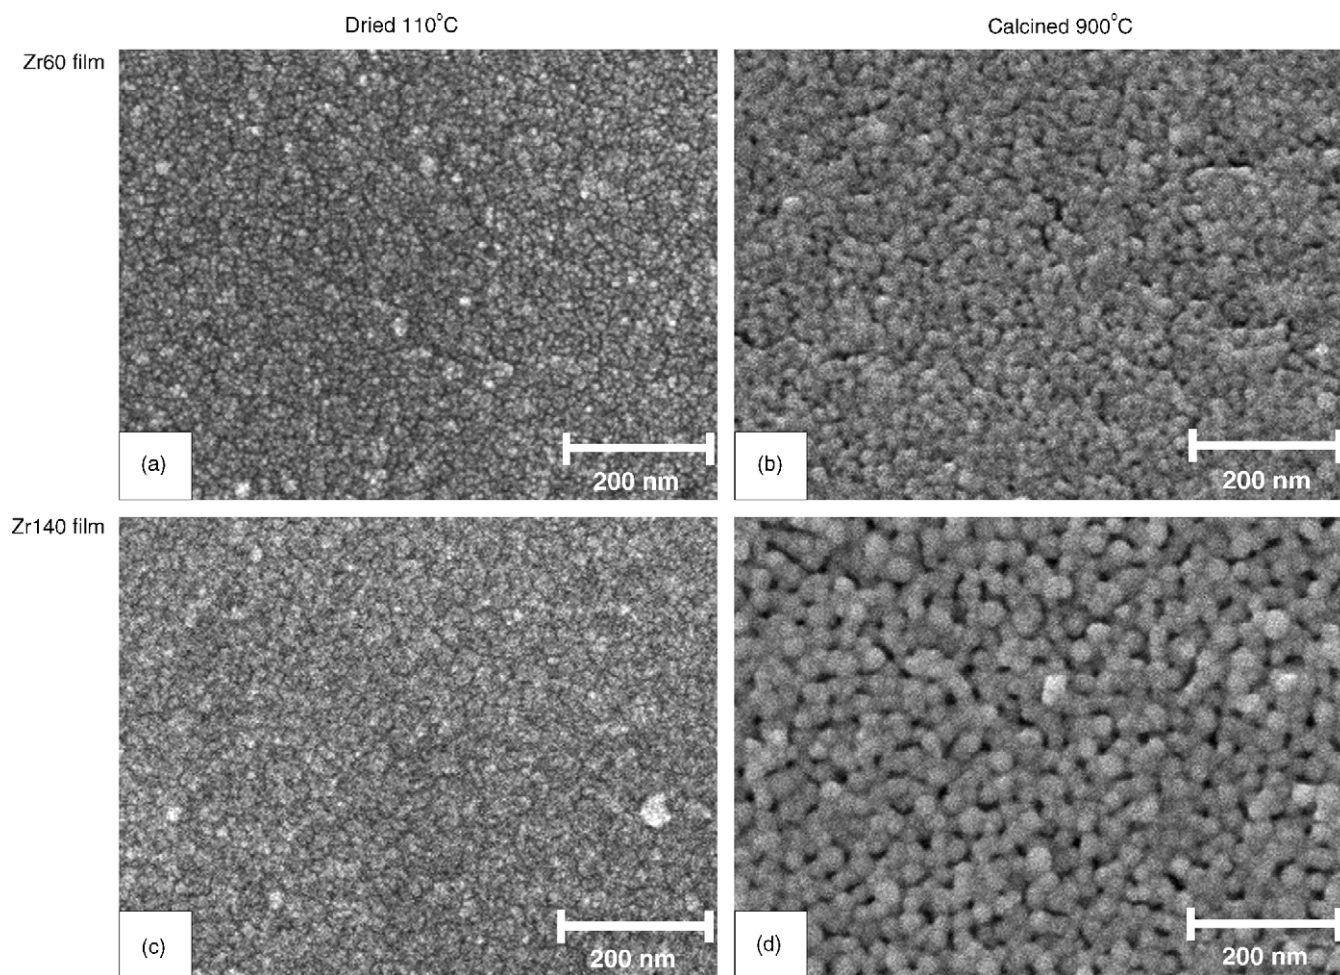 Dried 110°C
Calcined 900°C
Zr60 film
(a)
200 nm
(b)
200 nm
Zr140 film
(c)
200 nm
(d)
200 nm